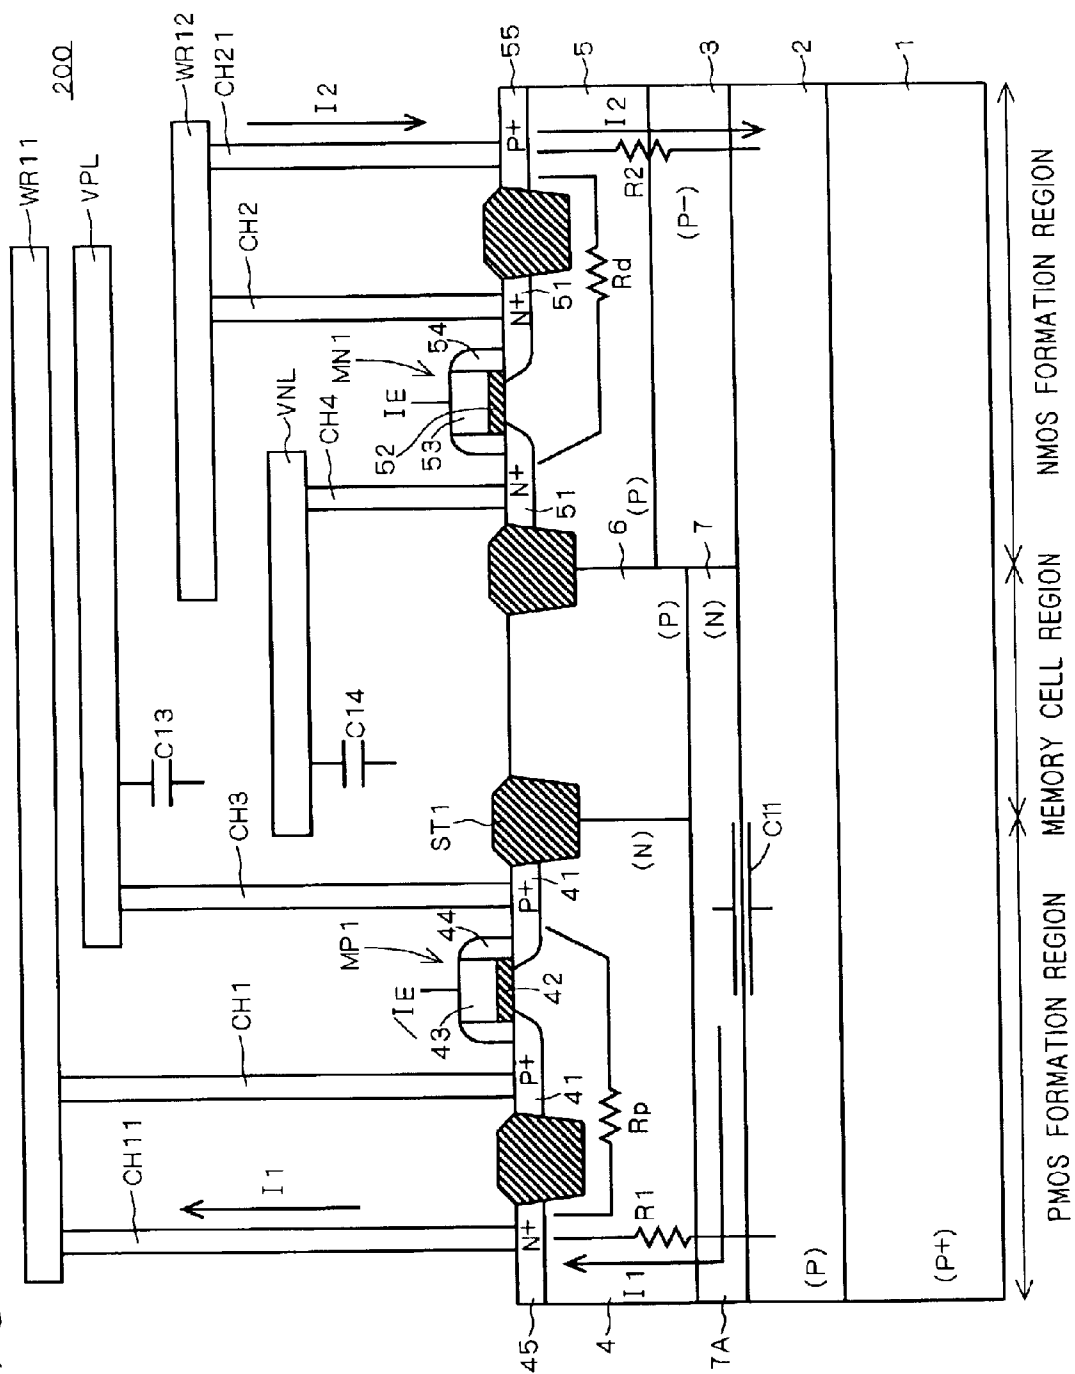 200
WR11
VPL
WR12
CH21
I2
CH2
VNL
CH4
MN1
54
IE
52
53
C13
C14
CH3
ST1
CH1
MP1
44
/IE
43
42
CH11
I1
55
5
3
2
1
P+
N+
51
N+
51
I2
R2
(P-)
Rd
6
(P)
7
(P)
(N)
P+
41
(N)
C11
P+
41
Rp
N+
R1
I1
(P)
(P+)
45
4
7A
PMOS FORMATION REGION
MEMORY CELL REGION
NMOS FORMATION REGION